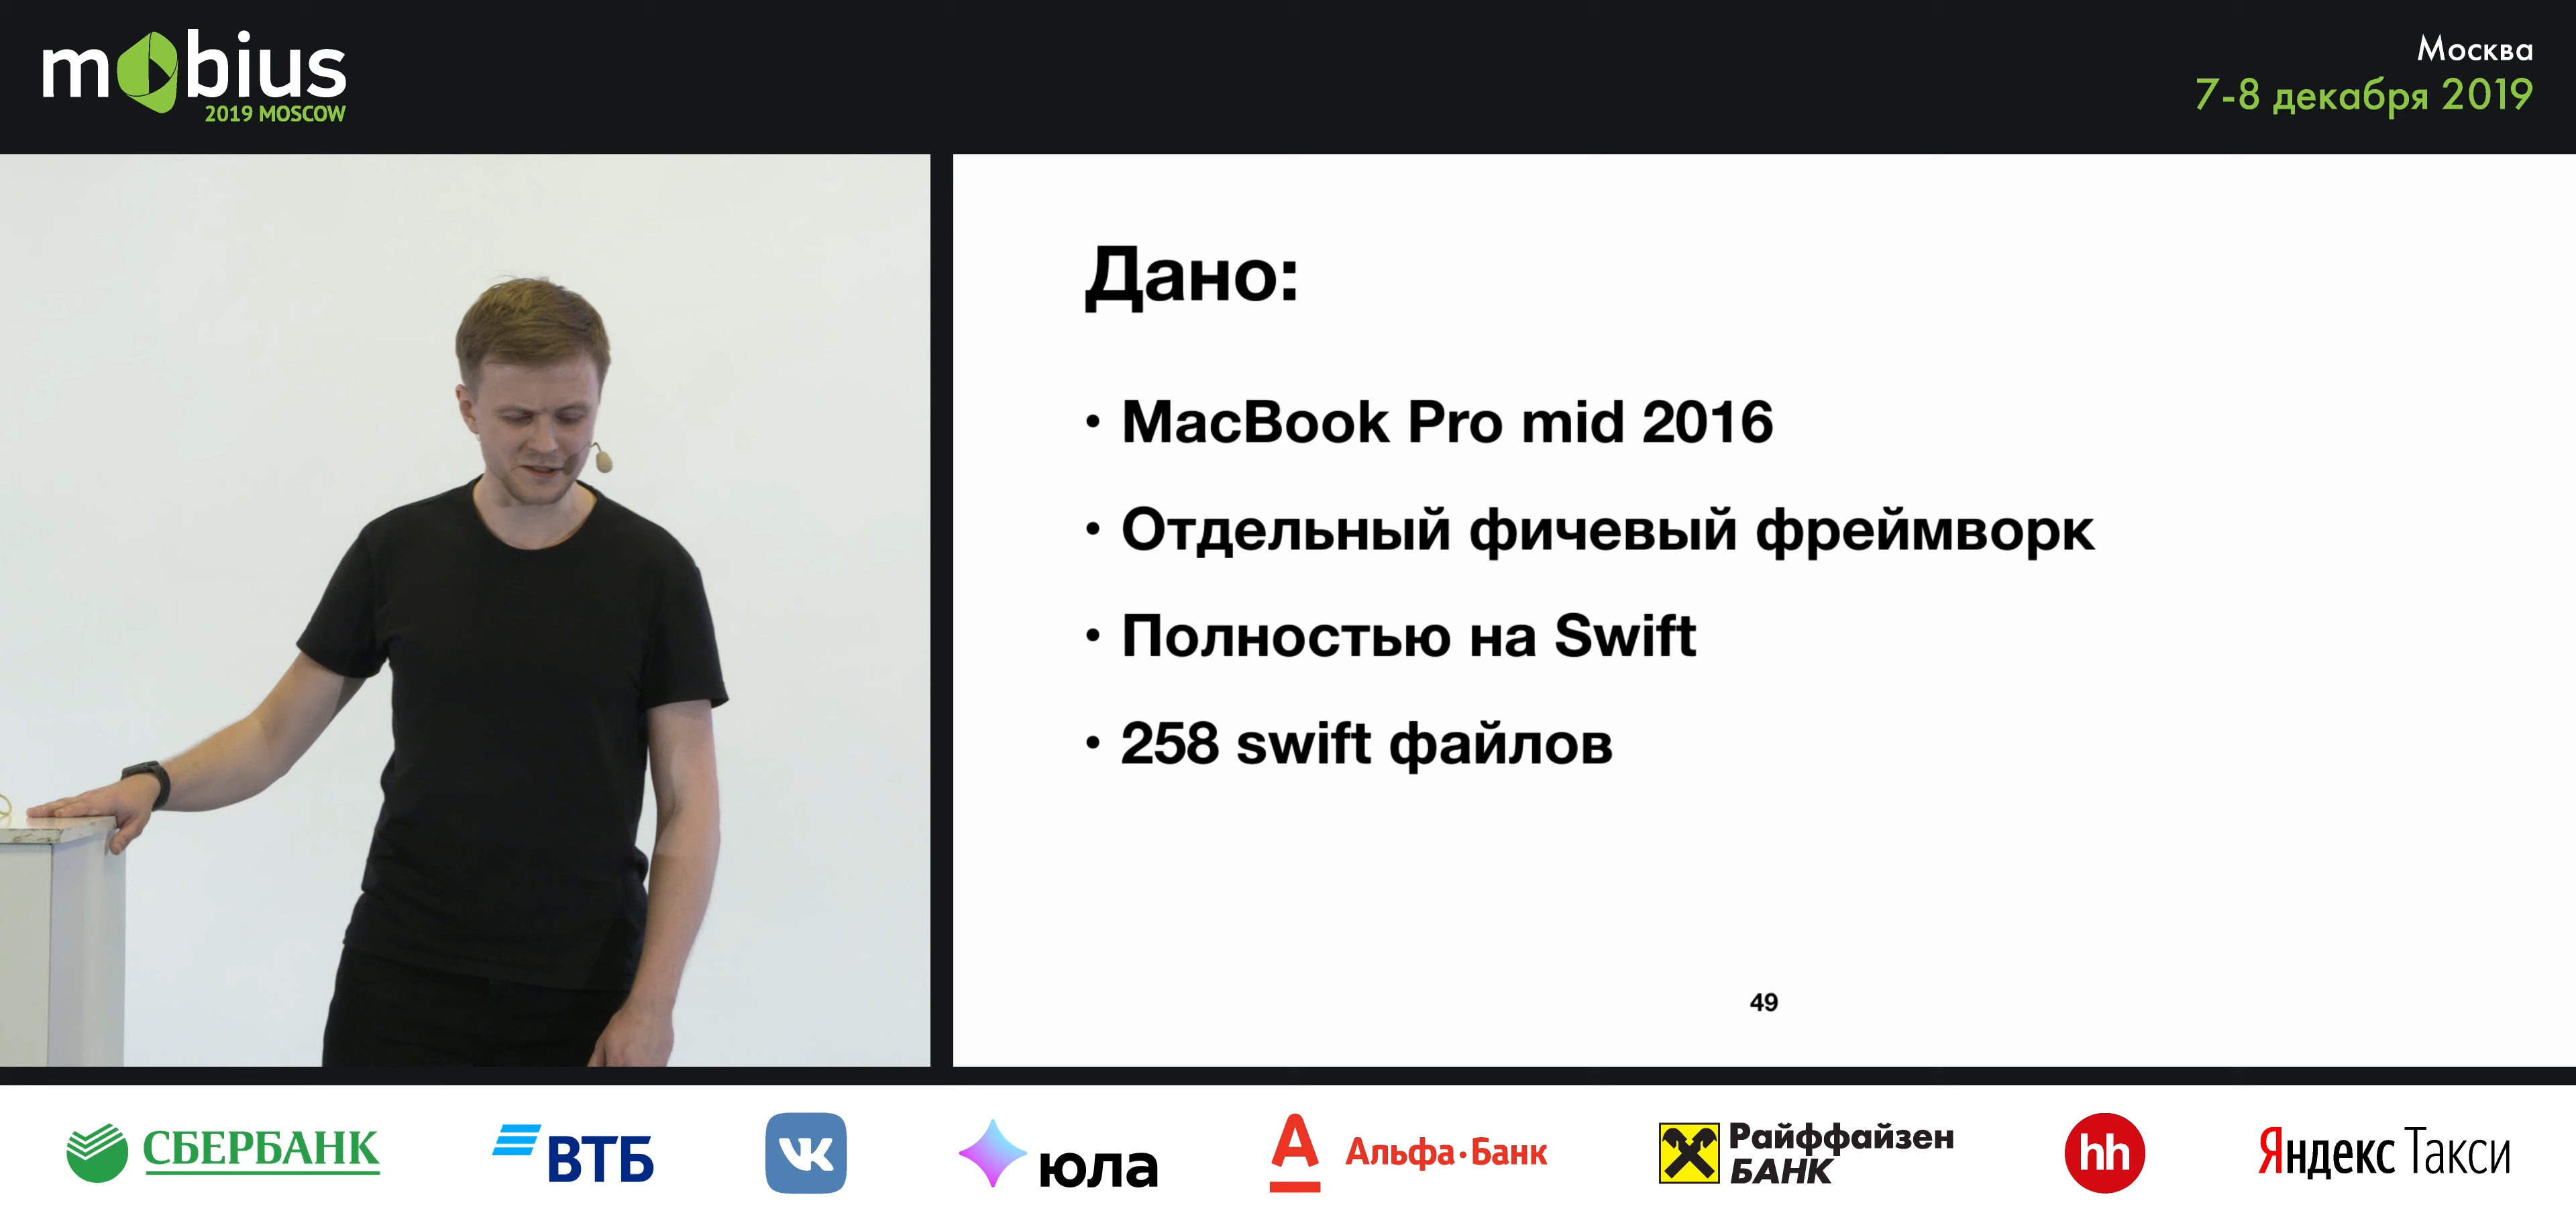 mobius
2019 MOSCOW
Москва
7-8 декабря 2019
Дано:
• MacBook Pro mid 2016
• Отдельный фичевый фреймворк
• Полностью на Swift
• 258 swift файлов
49
СБЕРБАНК
ВТБ
VK
юла
А
Альфа·Банк
Райффайзен
БАНК
hh
Яндекс Такси